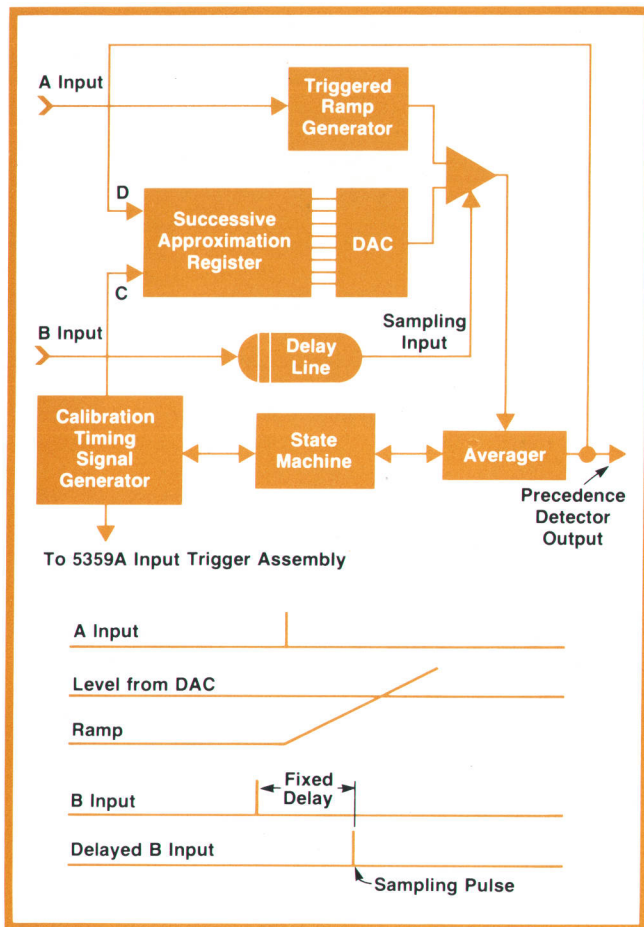 A Input
Triggered
Ramp
Generator
D
Successive
Approximation
Register
DAC
C
B Input
Sampling
Input
Delay
Line
Calibration
Timing
Signal
Generator
State
Machine
Averager
Precedence
Detector
Output
To 5359A Input Trigger Assembly
A Input
Level from DAC
Ramp
B Input
Fixed
Delay
Delayed B Input
Sampling Pulse